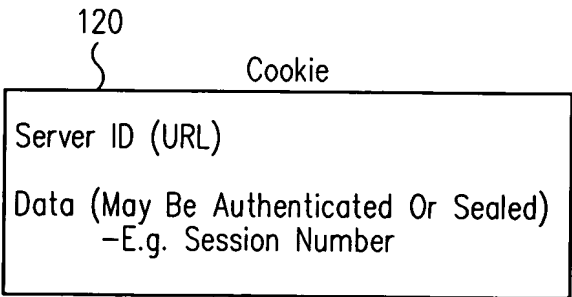 120
Cookie
Server ID (URL)
Data (May Be Authenticated Or Sealed)
-E.g. Session Number